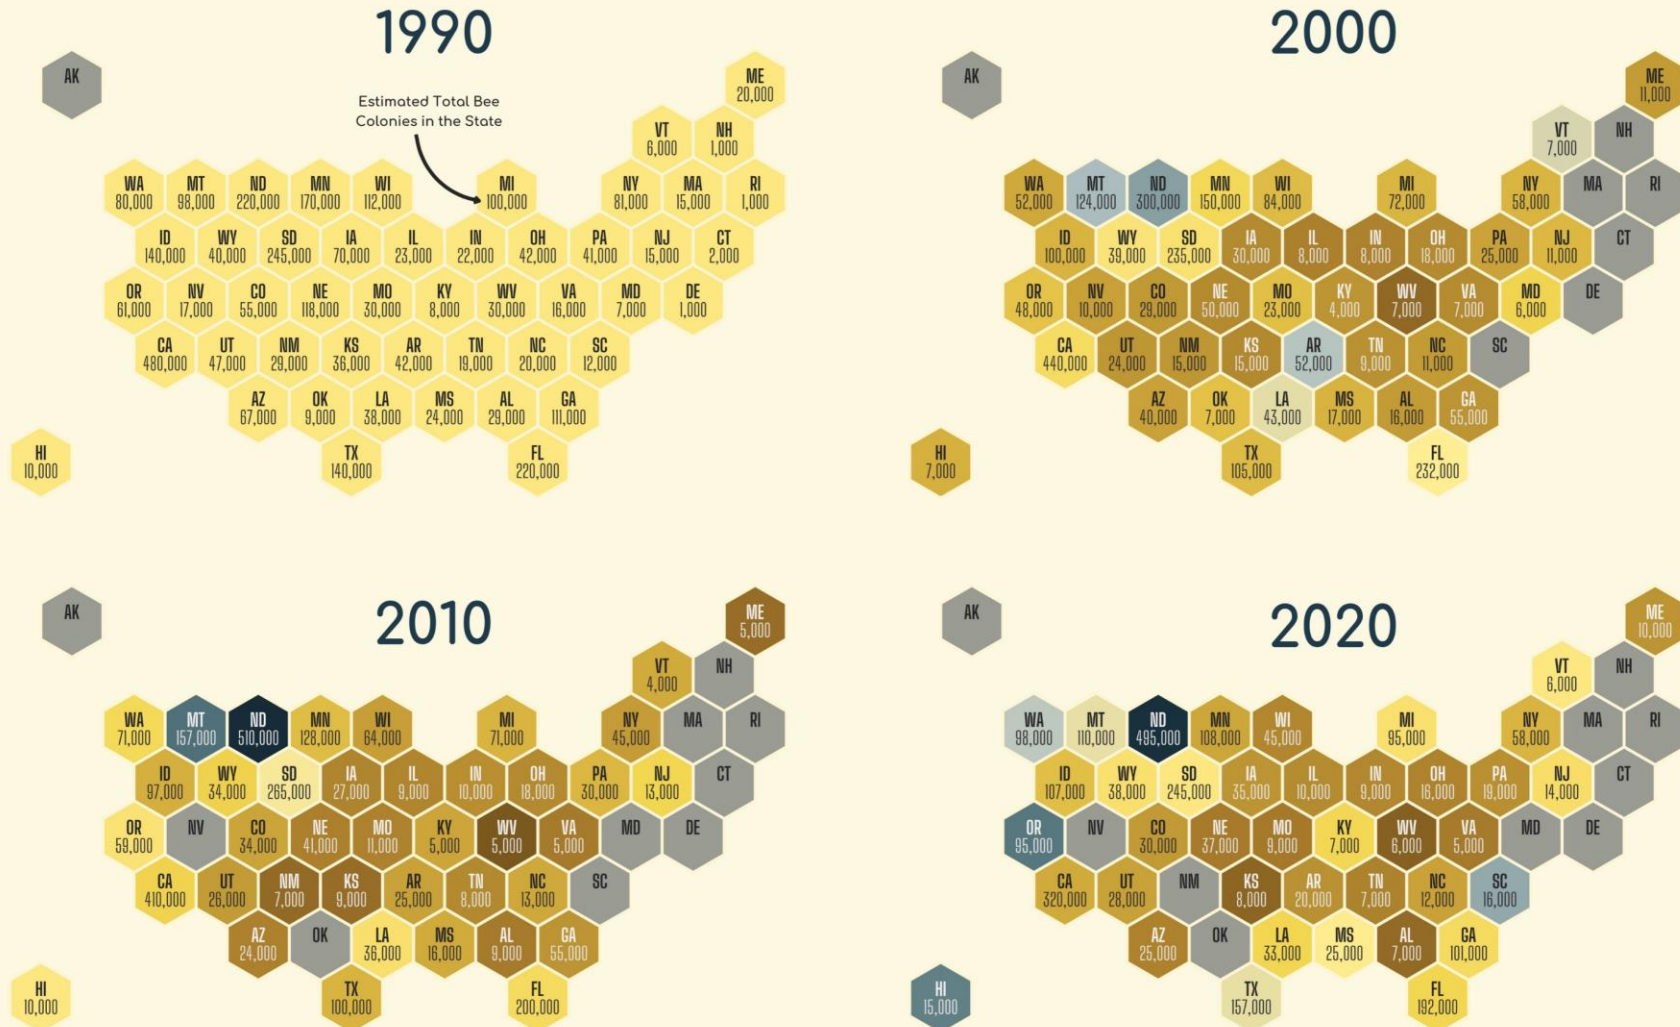 1990
AK
ME
20,000
Estimated Total Bee
Colonies in the State
VT
6,000
NH
1,000
WA
80,000
MT
98,000
ND
220,000
MN
170,000
WI
112,000
MI
100,000
NY
81,000
MA
15,000
RI
1,000
ID
140,000
WY
40,000
SD
245,000
IA
70,000
IL
23,000
IN
22,000
OH
42,000
PA
41,000
NJ
15,000
CT
2,000
OR
61,000
NV
17,000
CO
55,000
NE
118,000
MO
30,000
KY
8,000
WV
30,000
VA
16,000
MD
7,000
DE
1,000
CA
480,000
UT
47,000
NM
29,000
KS
36,000
AR
42,000
TN
19,000
NC
20,000
SC
12,000
AZ
67,000
OK
9,000
LA
38,000
MS
24,000
AL
29,000
GA
111,000
HI
10,000
TX
140,000
FL
220,000
2000
AK
ME
11,000
VT
7,000
NH
WA
52,000
MT
124,000
ND
300,000
MN
150,000
WI
84,000
MI
72,000
NY
58,000
MA
RI
ID
100,000
WY
39,000
SD
235,000
IA
30,000
IL
8,000
IN
8,000
OH
18,000
PA
25,000
NJ
11,000
CT
OR
48,000
NV
10,000
CO
29,000
NE
50,000
MO
23,000
KY
4,000
WV
7,000
VA
7,000
MD
6,000
DE
CA
440,000
UT
24,000
NM
15,000
KS
15,000
AR
52,000
TN
9,000
NC
11,000
SC
AZ
40,000
OK
7,000
LA
43,000
MS
17,000
AL
16,000
GA
55,000
HI
7,000
TX
105,000
FL
232,000
2010
AK
ME
5,000
VT
4,000
NH
WA
71,000
MT
157,000
ND
510,000
MN
128,000
WI
64,000
MI
71,000
NY
45,000
MA
RI
ID
97,000
WY
34,000
SD
265,000
IA
27,000
IL
9,000
IN
10,000
OH
18,000
PA
30,000
NJ
13,000
CT
OR
59,000
NV
CO
34,000
NE
41,000
MO
11,000
KY
5,000
WV
5,000
VA
5,000
MD
DE
CA
410,000
UT
26,000
NM
7,000
KS
9,000
AR
25,000
TN
8,000
NC
13,000
SC
AZ
24,000
OK
LA
36,000
MS
16,000
AL
9,000
GA
55,000
HI
10,000
TX
100,000
FL
200,000
2020
AK
ME
10,000
VT
6,000
NH
WA
98,000
MT
110,000
ND
495,000
MN
108,000
WI
45,000
MI
95,000
NY
58,000
MA
RI
ID
107,000
WY
38,000
SD
245,000
IA
35,000
IL
10,000
IN
9,000
OH
16,000
PA
19,000
NJ
14,000
CT
OR
95,000
NV
CO
30,000
NE
37,000
MO
9,000
KY
7,000
WV
6,000
VA
5,000
MD
DE
CA
320,000
UT
28,000
NM
KS
8,000
AR
20,000
TN
7,000
NC
12,000
SC
16,000
AZ
25,000
OK
LA
33,000
MS
25,000
AL
7,000
GA
101,000
HI
15,000
TX
157,000
FL
192,000